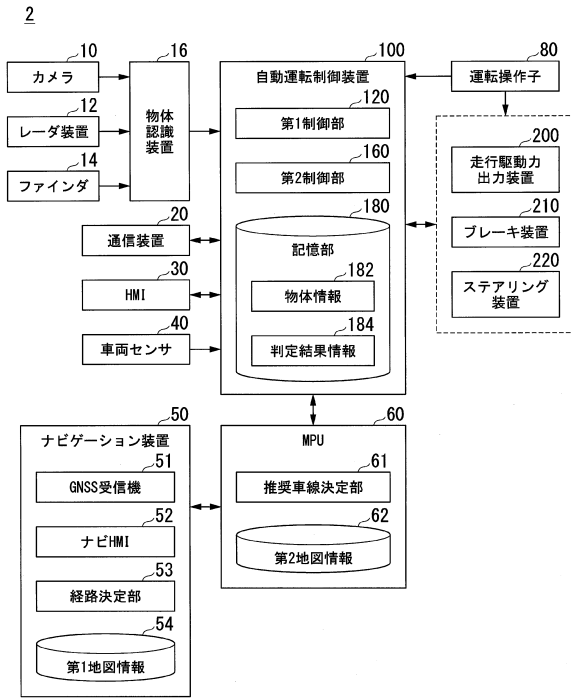 2
10
カメラ
12
レーダ装置
14
ファインダ
16
物体
認識
装置
20
通信装置
30
HMI
40
車両センサ
100
自動運転制御装置
120
第1制御部
160
第2制御部
180
記憶部
182
物体情報
184
判定結果情報
80
運転操作子
200
走行駆動力
出力装置
210
ブレーキ装置
220
ステアリング
装置
50
ナビゲーション装置
51
GNSS受信機
52
ナビHMI
53
経路決定部
54
第1地図情報
60
MPU
61
推奨車線決定部
62
第2地図情報